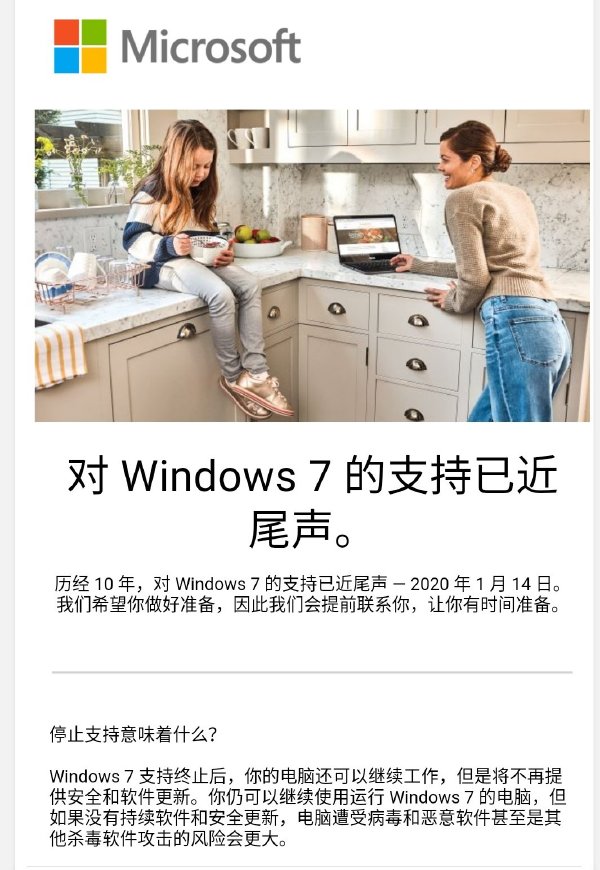 Microsoft
对 Windows 7 的支持已近
尾声。
历经 10 年，对 Windows 7 的支持已近尾声 — 2020 年 1 月 14 日。
我们希望你做好准备，因此我们会提前联系你，让你有时间准备。
停止支持意味着什么？
Windows 7 支持终止后，你的电脑还可以继续工作，但是将不再提
供安全和软件更新。你仍可以继续使用运行 Windows 7 的电脑，但
如果没有持续软件和安全更新，电脑遭受病毒和恶意软件甚至是其
他杀毒软件攻击的风险会更大。